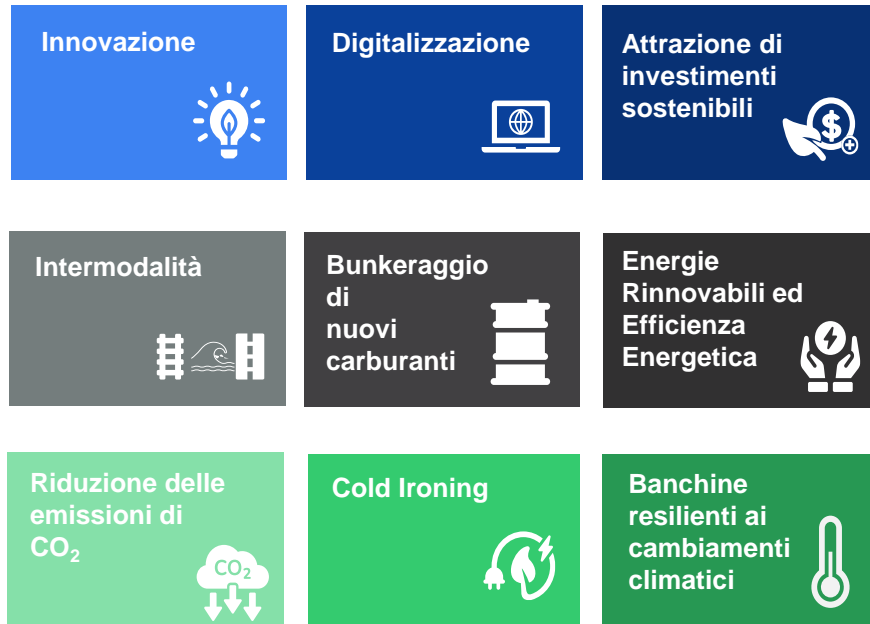 Innovazione
Digitalizzazione
Attrazione di
investimenti
sostenibili
$
Intermodalità
Bunkeraggio
di
nuovi
carburanti
Energie
Rinnovabili ed
Efficienza
Energetica
Riduzione delle
emissioni di
CO₂
CO₂
Cold Ironing
Banchine
resilienti ai
cambiamenti
climatici